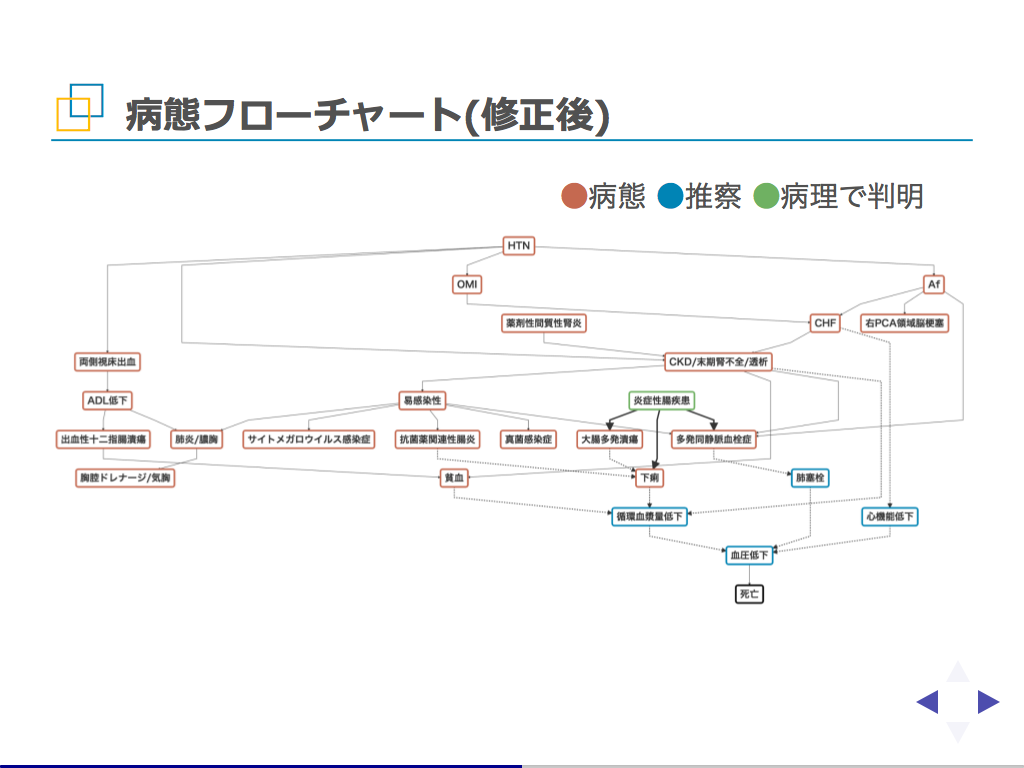 病態フローチャート(修正後)
病態 推察 病理で判明
HTN
OMI
Af
薬剤性間質性腎炎
CHF
右PCA領域脳梗塞
両側視床出血
CKD/末期腎不全/透析
ADL低下
易感染性
炎症性腸疾患
出血性十二指腸潰瘍
肺炎/膿胸
サイトメガロウイルス感染症
抗菌薬関連性腸炎
真菌感染症
大腸多発潰瘍
多発同静脈血栓症
胸腔ドレナージ/気胸
貧血
下痢
肺塞栓
循環血漿量低下
心機能低下
血圧低下
死亡